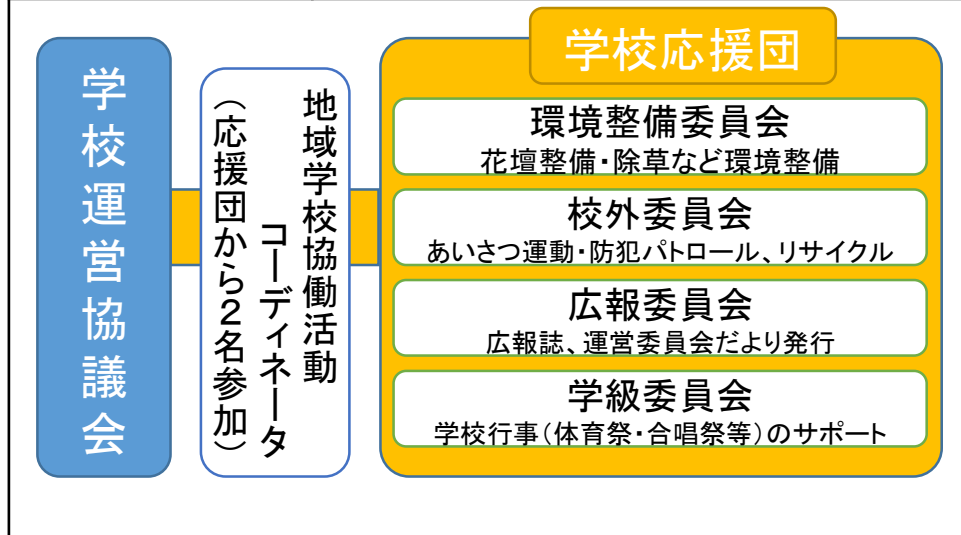 学校運営協議会
地域学校協働活動
コーディネータ
（応援団から２名参加）
学校応援団
環境整備委員会
花壇整備・除草など環境整備
校外委員会
あいさつ運動・防犯パトロール、リサイクル
広報委員会
広報誌、運営委員会だより発行
学級委員会
学校行事（体育祭・合唱祭等）のサポート